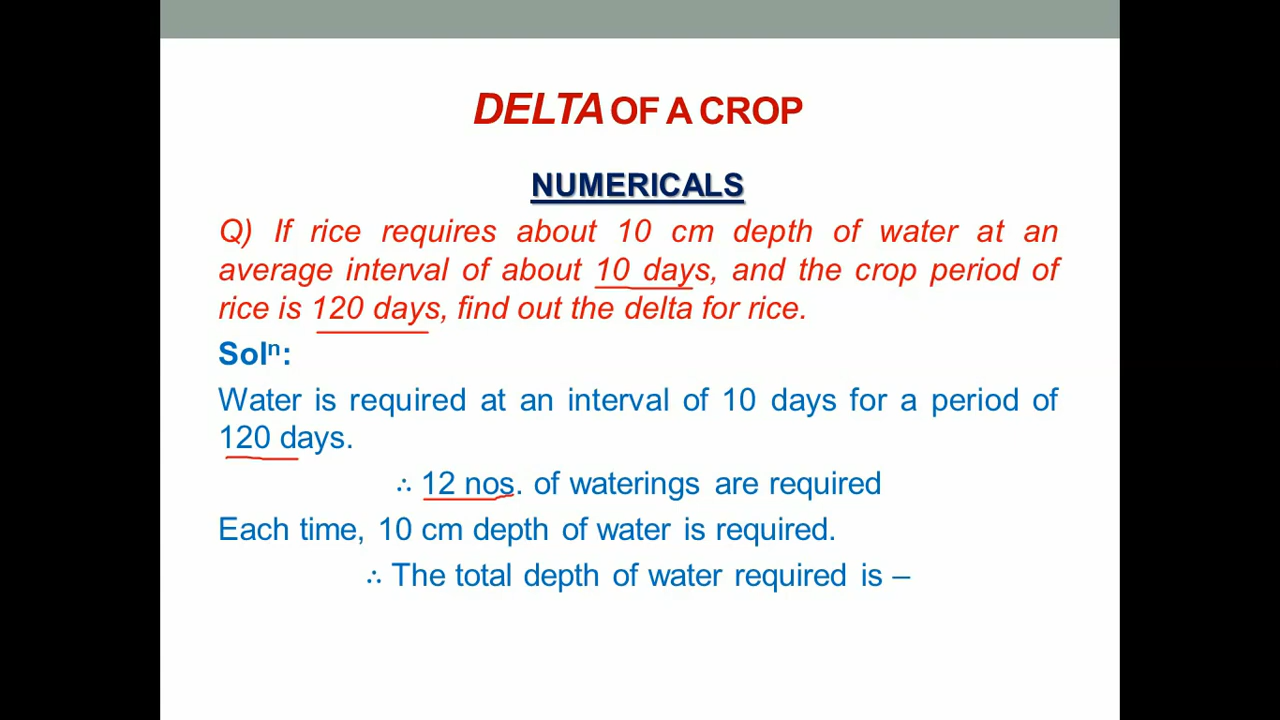 DELTA OF A CROP
NUMERICALS
Q) If rice requires about 10 cm depth of water at an
average interval of about 10 days, and the crop period of
rice is 120 days, find out the delta for rice.
Solⁿ:
Water is required at an interval of 10 days for a period of
120 days.
∴ 12 nos. of waterings are required
Each time, 10 cm depth of water is required.
∴ The total depth of water required is –